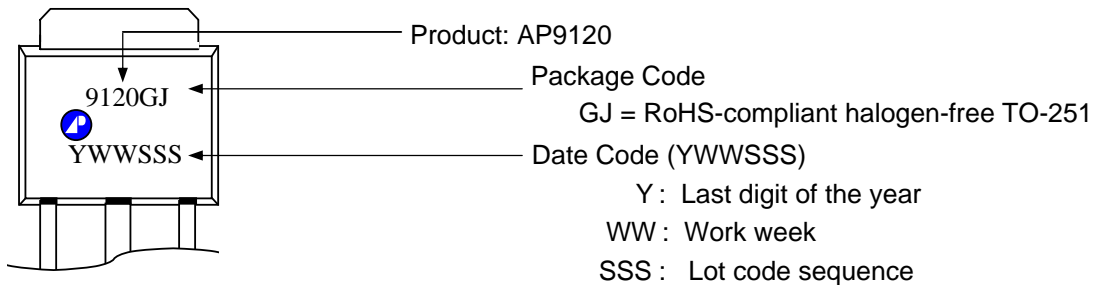 Product: AP9120
Package Code
9120GJ
GJ = RoHS-compliant halogen-free TO-251
YWWSSS
Date Code (YWWSSS)
Y : Last digit of the year
WW : Work week
SSS : Lot code sequence